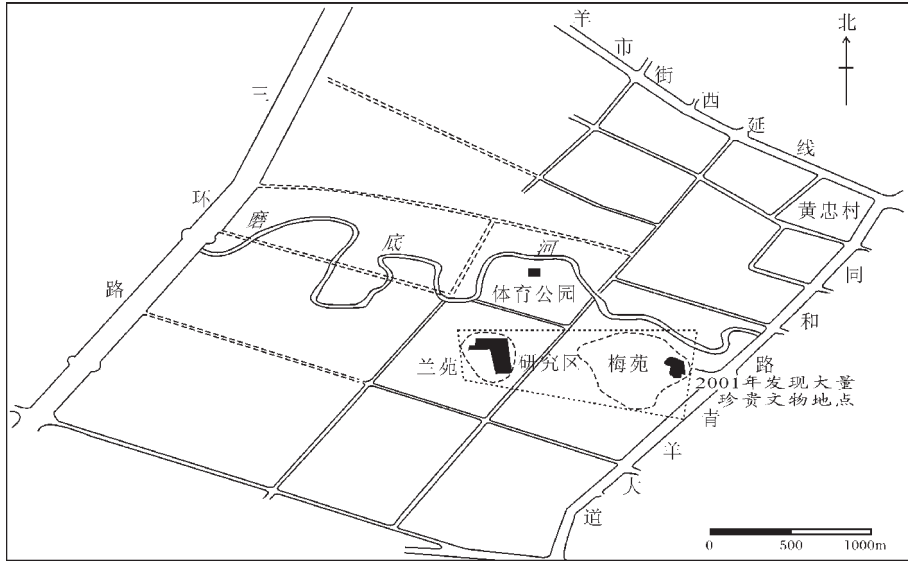 羊市街西延线
北
三环路
黄忠村
磨底河
同和路
体育公园
兰苑
研究区
梅苑
2001年发现大量
珍贵文物地点
青羊大道
0 500 1000m